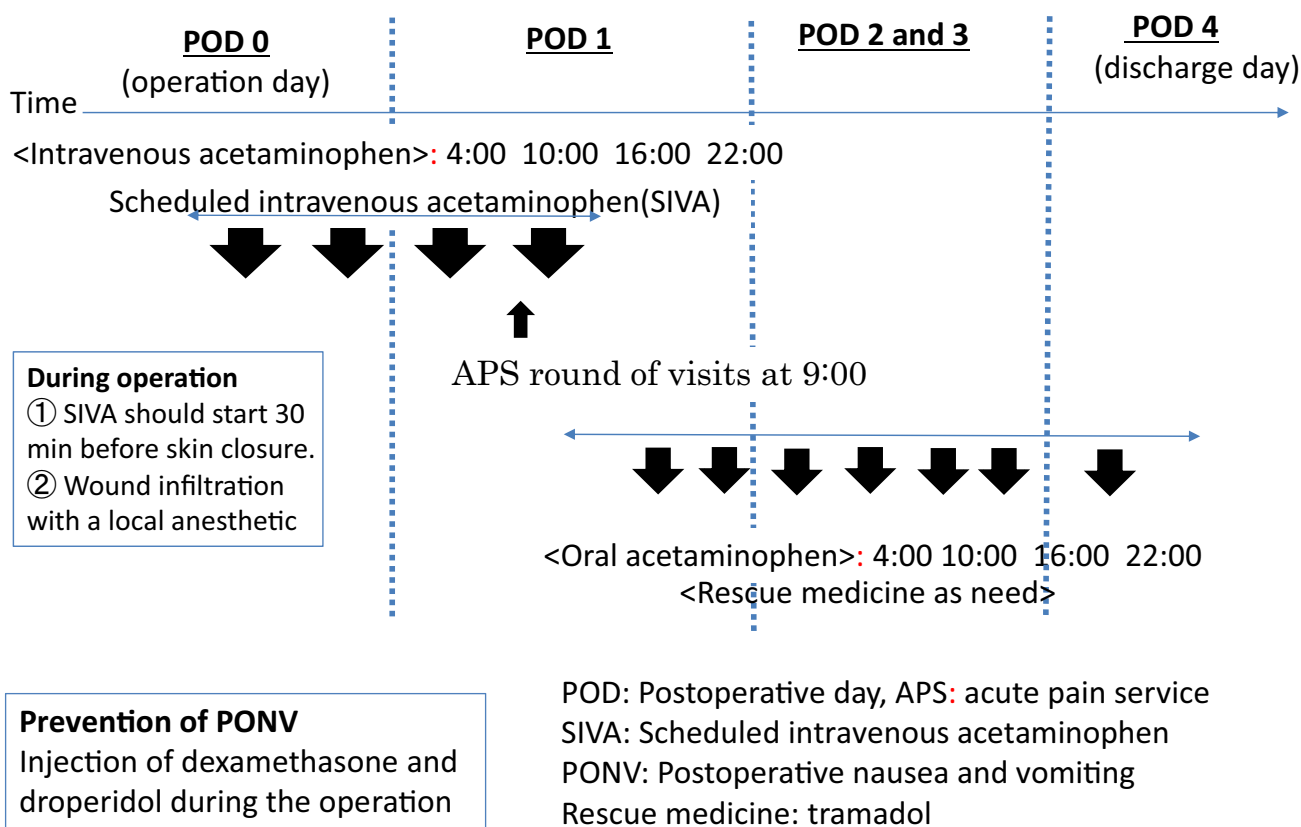 POD 0
(operation day)
POD 1
POD 2 and 3
POD 4
(discharge day)
Time
<Intravenous acetaminophen>: 4:00 10:00 16:00 22:00
Scheduled intravenous acetaminophen(SIVA)
APS round of visits at 9:00
During operation
① SIVA should start 30
min before skin closure.
② Wound infiltration
with a local anesthetic
<Oral acetaminophen>: 4:00 10:00 16:00 22:00
<Rescue medicine as need>
Prevention of PONV
Injection of dexamethasone and
droperidol during the operation
POD: Postoperative day, APS: acute pain service
SIVA: Scheduled intravenous acetaminophen
PONV: Postoperative nausea and vomiting
Rescue medicine: tramadol